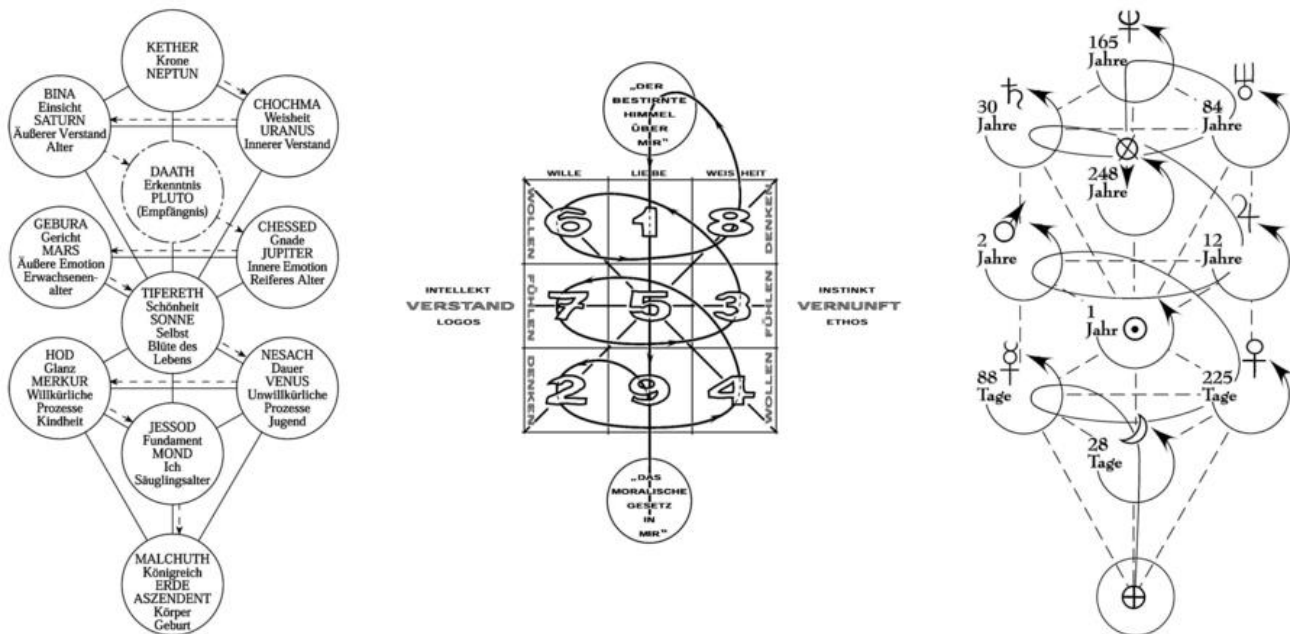 KETHER
Krone
NEPTUN
BINA
Einsicht
SATURN
Äußerer Verstand
Alter
CHOCHMA
Weisheit
URANUS
Innerer Verstand
DAATH
Erkenntnis
PLUTO
(Empfängnis)
GEBURA
Gericht
MARS
Äußere Emotion
Erwachsenen-
alter
CHESSED
Gnade
JUPITER
Innere Emotion
Reiferes Alter
TIFERETH
Schönheit
SONNE
Selbst
Blüte des
Lebens
HOD
Glanz
MERKUR
Willkürliche
Prozesse
Kindheit
NESACH
Dauer
VENUS
Unwillkürliche
Prozesse
Jugend
JESSOD
Fundament
MOND
Ich
Säuglingsalter
MALCHUTH
Königreich
ERDE
ASZENDENT
Körper
Geburt
„DER
BESTIRNTE
HIMMEL
ÜBER
MIR"
WILLE
LIEBE
WEISHEIT
WOLLEN
6
1
8
DENKEN
INTELLEKT
VERSTAND
LOGOS
FÜHLEN
7
5
3
FÜHLEN
INSTINKT
VERNUNFT
ETHOS
DENKEN
2
9
4
WOLLEN
„DAS
MORALISCHE
GESETZ
IN
MIR"
165
Jahre
30
Jahre
84
Jahre
248
Jahre
2
Jahre
12
Jahre
1
Jahr
88
Tage
225
Tage
28
Tage